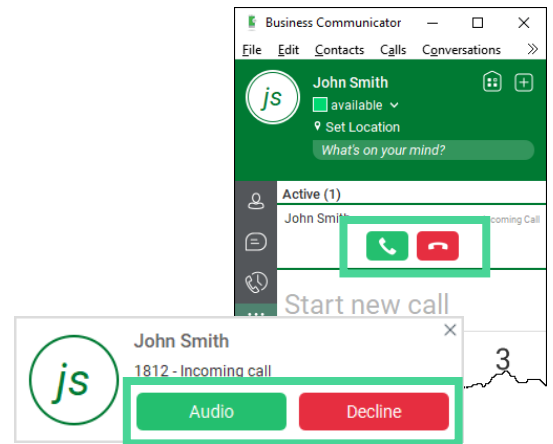 Business Communicator
File Edit Contacts Calls Conversations
js
John Smith
available
Set Location
What's on your mind?
Active (1)
John Smith
Incoming Call
Start new call
3
John Smith
1812 - Incoming call
js
Audio Decline